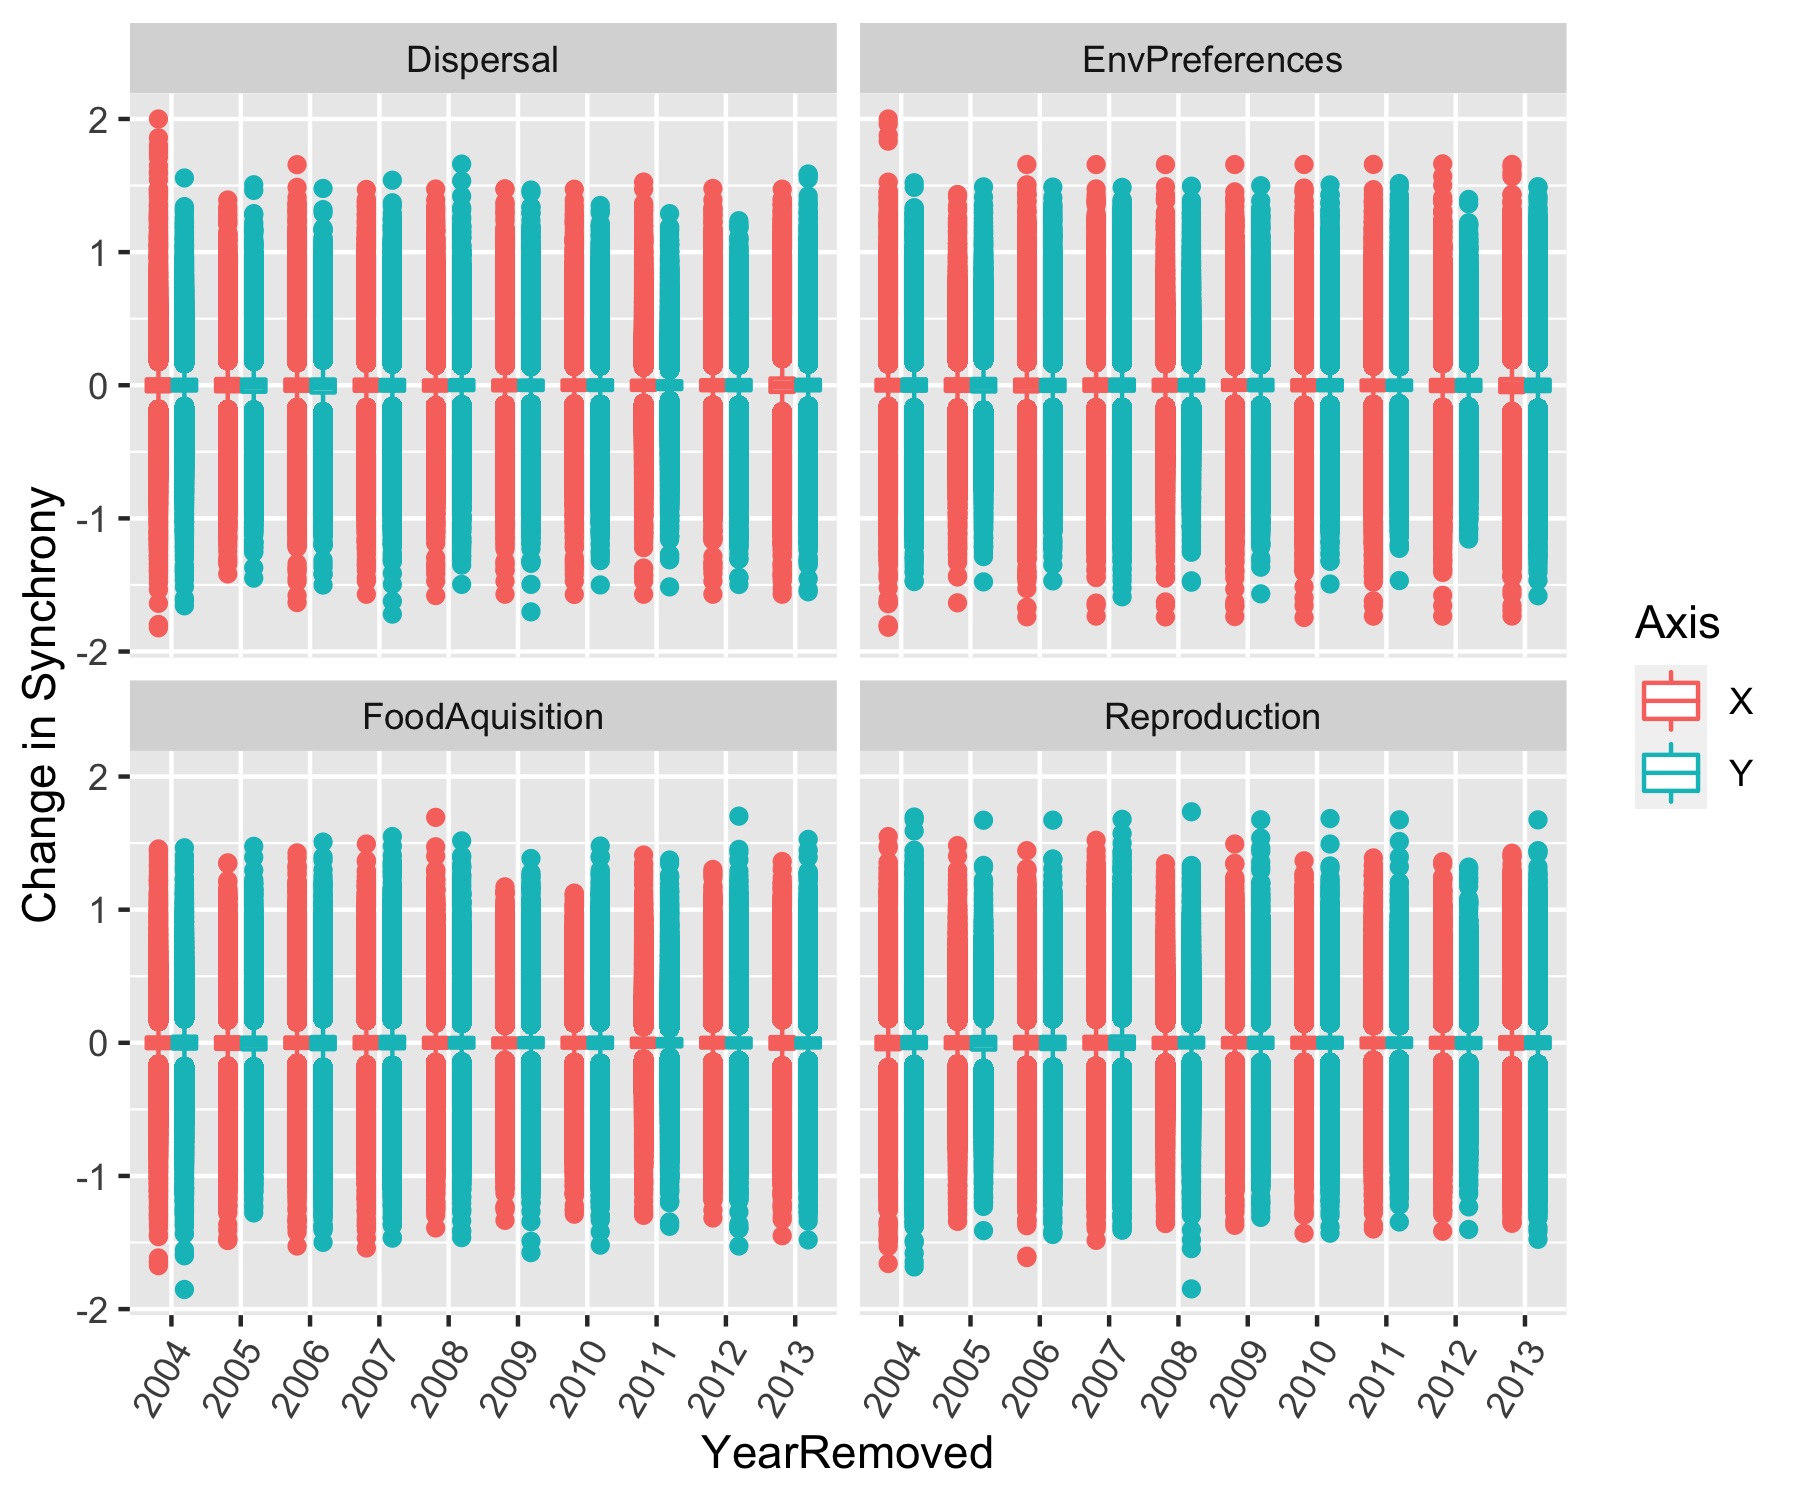 Dispersal
EnvPreferences
2
1
0
-1
-2
FoodAquisition
Reproduction
2
1
0
-1
-2
2004 2005 2006 2007 2008 2009 2010 2011 2012 2013
2004 2005 2006 2007 2008 2009 2010 2011 2012 2013
YearRemoved
Change in Synchrony
Axis
X
Y